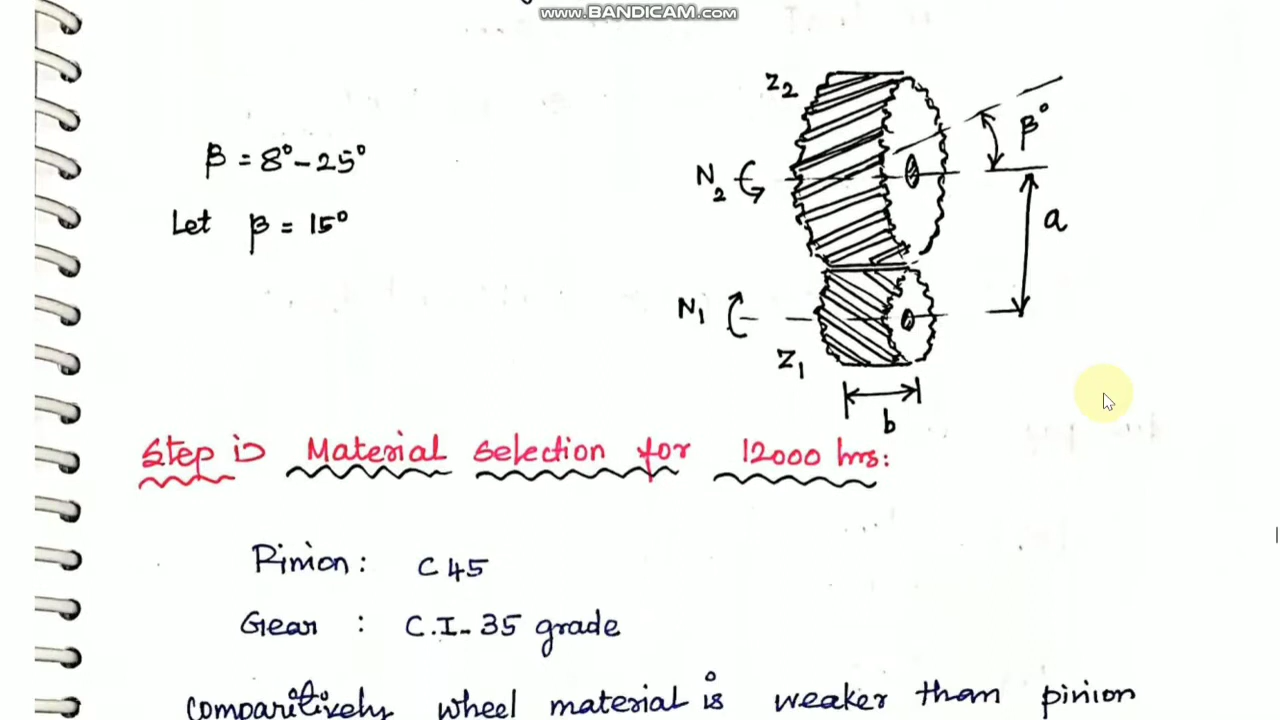 www.BANDICAM.com
β = 8° - 25°
Let β = 15°
Z2
N2
β°
a
N1
Z1
b
Step i) Material selection for 12000 hrs:
Pinion: C 45
Gear : C.I- 35 grade
comparitively wheel material is weaker than pinion